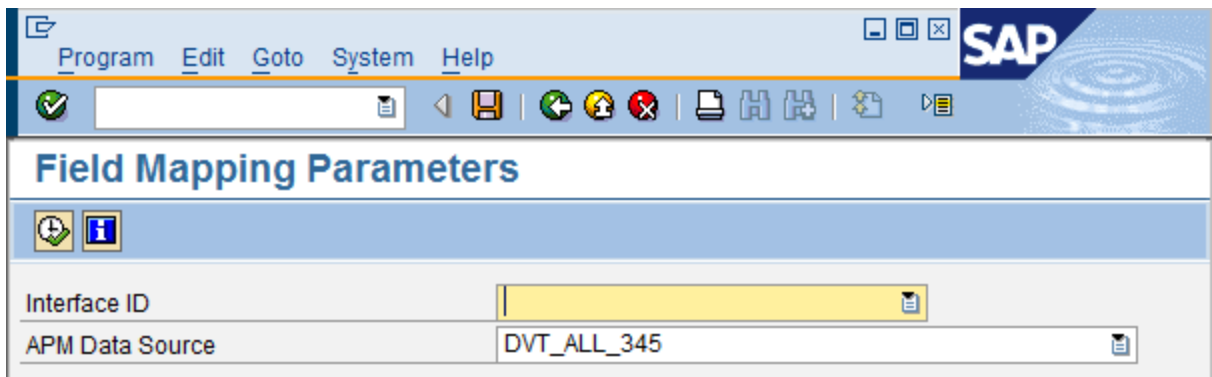 Program Edit Goto System Help
SAP
Field Mapping Parameters
Interface ID
APM Data Source DVT_ALL_345